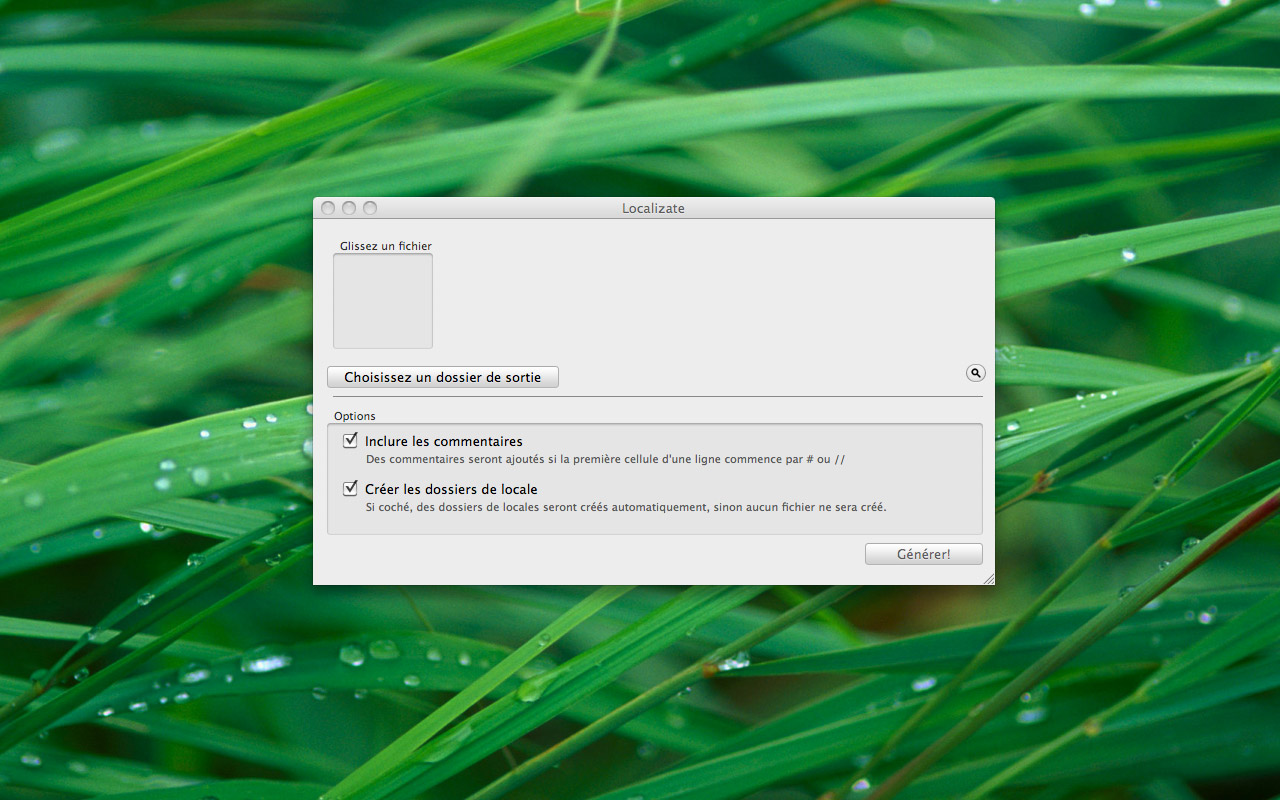 Localizate
Glissez un fichier
Choisissez un dossier de sortie
Options
Inclure les commentaires
Des commentaires seront ajoutés si la première cellule d'une ligne commence par # ou //
Créer les dossiers de locale
Si coché, des dossiers de locales seront créés automatiquement, sinon aucun fichier ne sera créé.
Générer!